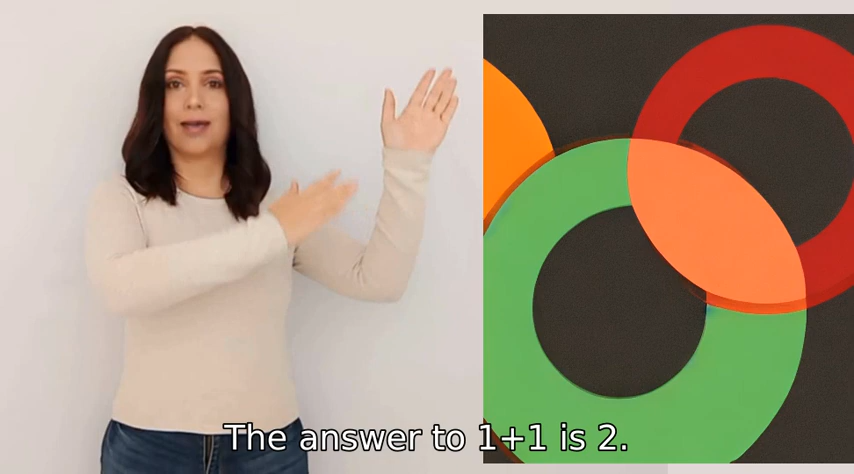 The answer to 1+1 is 2.